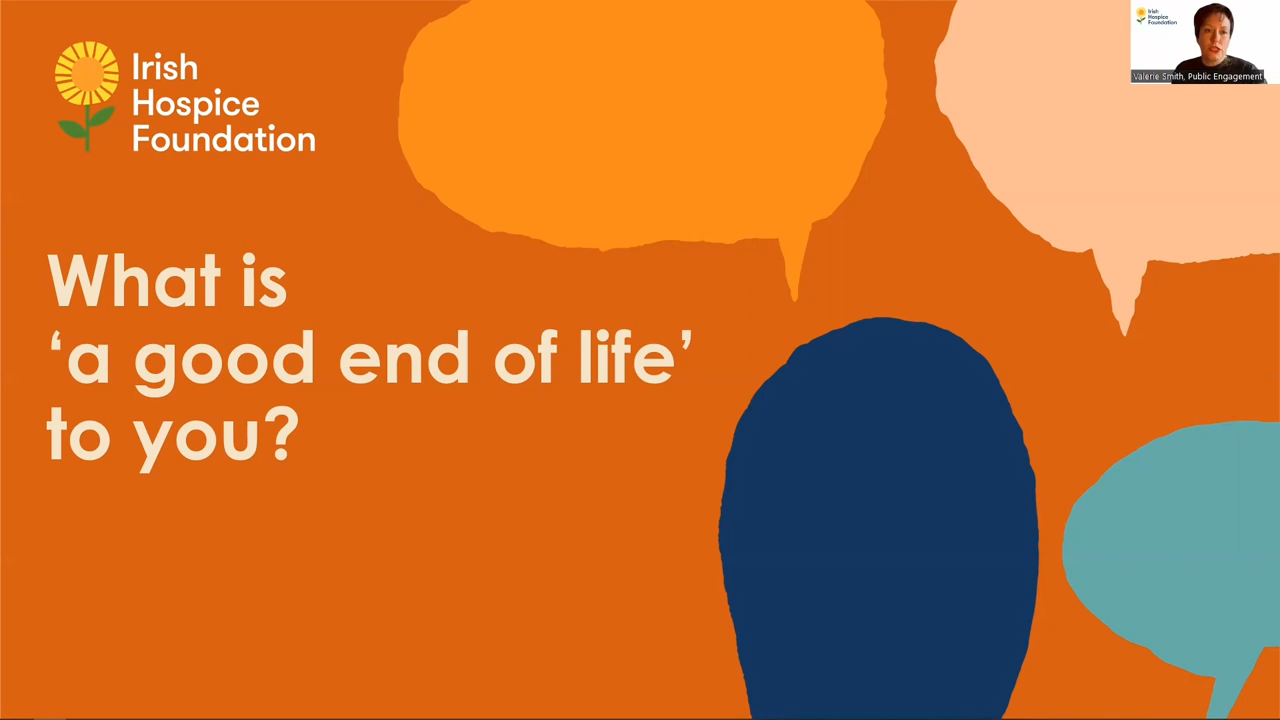 Irish
Hospice
Foundation
What is
‘a good end of life’
to you?
Irish
Hospice
Foundation
Valerie Smith, Public Engagement